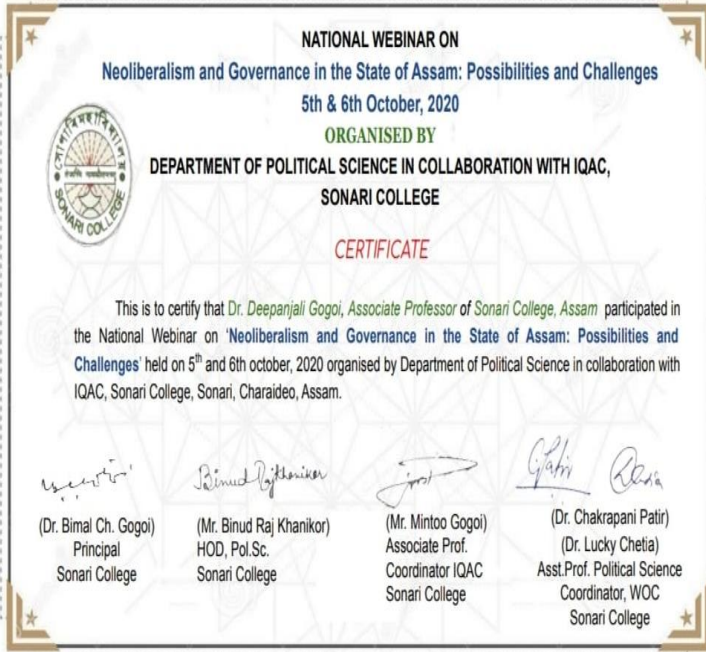 NATIONAL WEBINAR ON
Neoliberalism and Governance in the State of Assam: Possibilities and Challenges
5th & 6th October, 2020
ORGANISED BY
DEPARTMENT OF POLITICAL SCIENCE IN COLLABORATION WITH IQAC,
SONARI COLLEGE
SONARI COLLEGE
CERTIFICATE
This is to certify that Dr. Deepanjali Gogoi, Associate Professor of Sonari College, Assam participated in
the National Webinar on 'Neoliberalism and Governance in the State of Assam: Possibilities and
Challenges' held on 5th and 6th october, 2020 organised by Department of Political Science in collaboration with
IQAC, Sonari College, Sonari, Charaideo, Assam.
Binud Rajkhanikor
(Dr. Bimal Ch. Gogoi)
Principal
Sonari College
(Mr. Binud Raj Khanikor)
HOD, Pol.Sc.
Sonari College
(Mr. Mintoo Gogoi)
Associate Prof.
Coordinator IQAC
Sonari College
(Dr. Chakrapani Patir)
(Dr. Lucky Chetia)
Asst.Prof. Political Science
Coordinator, WOC
Sonari College